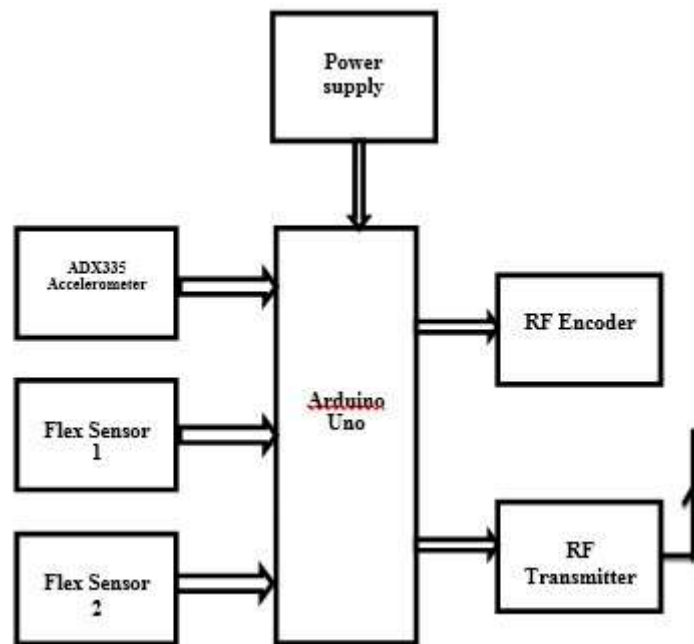 Power
supply
ADX335
Accelerometer
RF Encoder
Flex Sensor
1
Arduino
Uno
Flex Sensor
2
RF
Transmitter